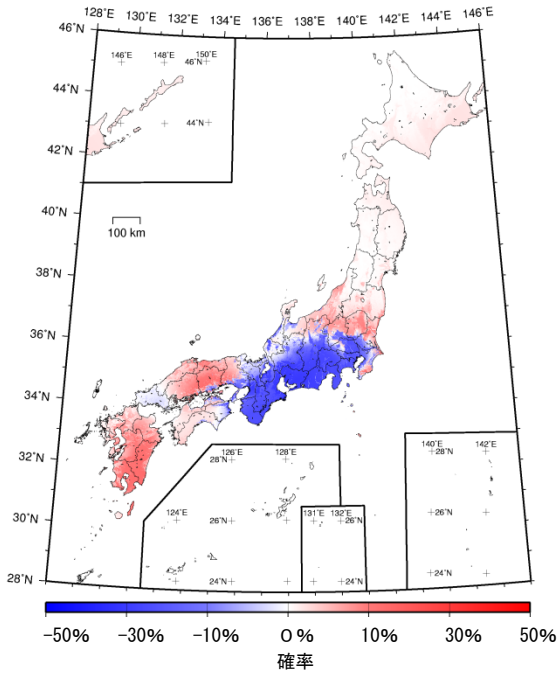 128°E 130°E 132°E 134°E 136°E 138°E 140°E 142°E 144°E 146°E
46°N
146°E 148°E 150°E
46°N
44°N
44°N
42°N
40°N
100 km
38°N
36°N
34°N
32°N
126°E 128°E
28°N
140°E 142°E
28°N
30°N
124°E
26°N
131°E 132°E
26°N
26°N
28°N
24°N
24°N
24°N
-50% -30% -10% 0% 10% 30% 50%
確率